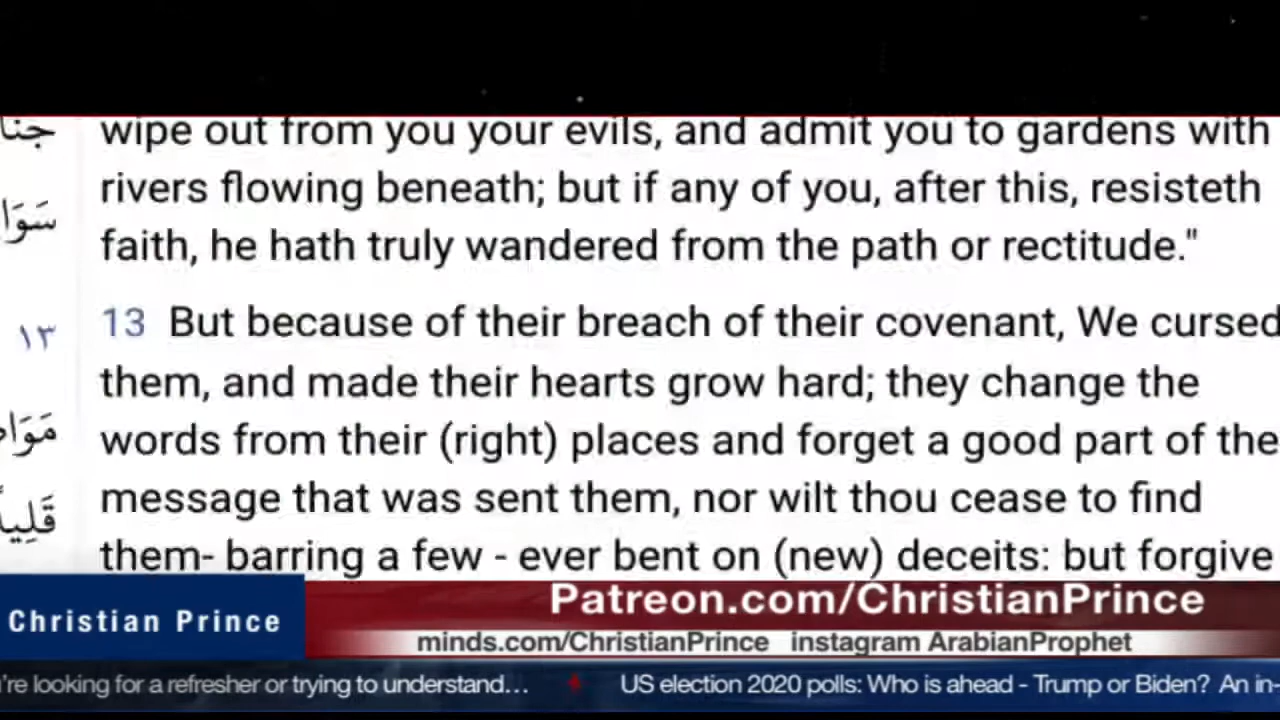 wipe out from you your evils, and admit you to gardens with
rivers flowing beneath; but if any of you, after this, resisteth
faith, he hath truly wandered from the path or rectitude."
13 But because of their breach of their covenant, We cursed
them, and made their hearts grow hard; they change the
words from their (right) places and forget a good part of the
message that was sent them, nor wilt thou cease to find
them- barring a few - ever bent on (new) deceits: but forgive
سَوَا
١٣
Christian Prince
Patreon.com/ChristianPrince
minds.com/ChristianPrince instagram ArabianProphet
're looking for a refresher or trying to understand... US election 2020 polls: Who is ahead - Trump or Biden? An in-